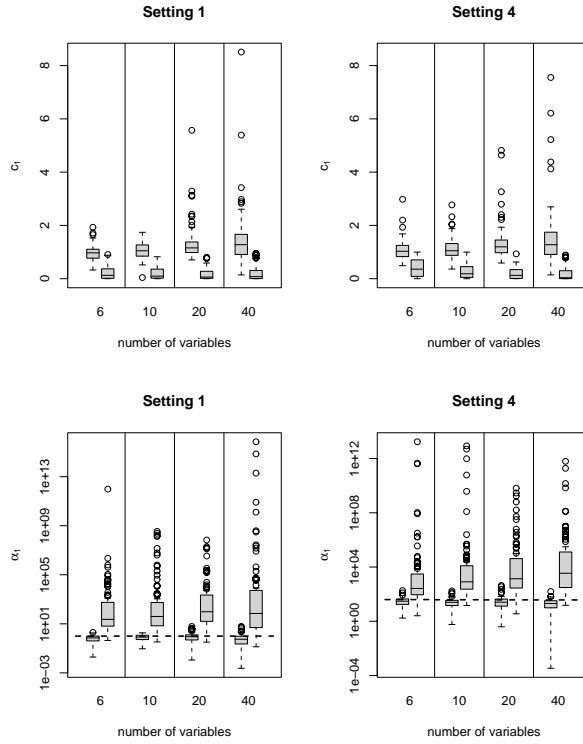 Setting 1
Setting 4
c1
0 2 4 6 8
6 10 20 40
number of variables
c1
0 2 4 6 8
6 10 20 40
number of variables
Setting 1
Setting 4
α1
1e−03 1e+01 1e+05 1e+09 1e+13
6 10 20 40
number of variables
α1
1e−04 1e+00 1e+04 1e+08 1e+12
6 10 20 40
number of variables